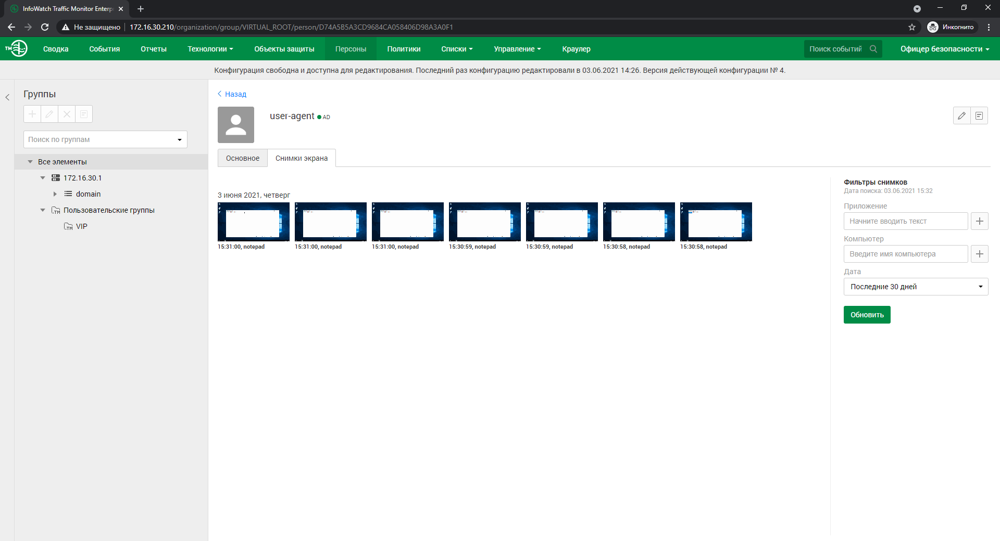 InfoWatch Traffic Monitor Enterp
Не защищено
172.16.30.210/organization/group/VIRTUAL_ROOT/person/D74A5B5A3CD9684CA058406D98A3A0F1
Инкогнито
TM
Сводка
События
Отчеты
Технологии
Объекты защиты
Персоны
Политики
Списки
Управление
Краулер
Поиск событий
Офицер безопасности
Конфигурация свободна и доступна для редактирования. Последний раз конфигурацию редактировали в 03.06.2021 14:26. Версия действующей конфигурации № 4.
Группы
Поиск по группам
Все элементы
172.16.30.1
domain
Пользовательские группы
VIP
Назад
user-agent AD
Основное
Снимки экрана
3 июня 2021, четверг
15:31:00, notepad
15:31:00, notepad
15:31:00, notepad
15:30:59, notepad
15:30:59, notepad
15:30:58, notepad
15:30:58, notepad
Фильтры снимков
Дата поиска: 03.06.2021 15:32
Приложение
Начните вводить текст
Компьютер
Введите имя компьютера
Дата
Последние 30 дней
Обновить